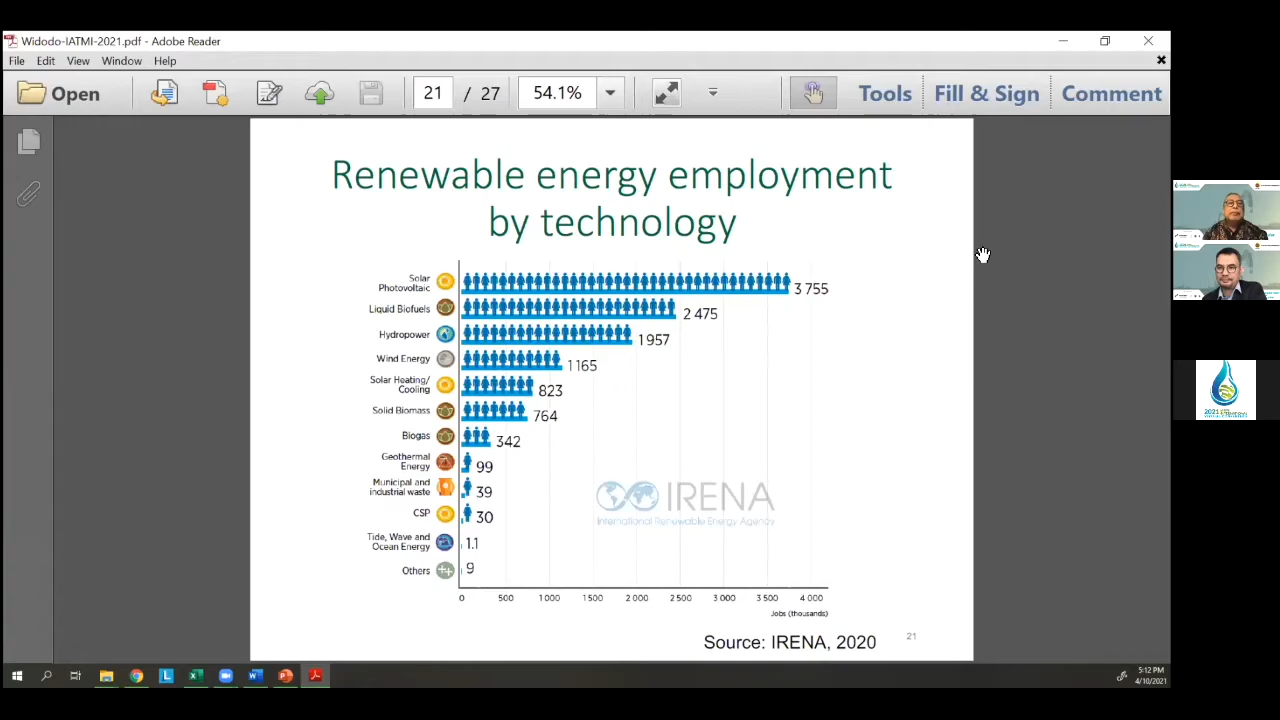 Widodo-IATMI-2021.pdf - Adobe Reader
File Edit View Window Help
Open 21 / 27 54.1% Tools Fill & Sign Comment
Renewable energy employment
by technology
Solar
Photovoltaic
3 755
Liquid Biofuels
2 475
Hydropower
1 957
Wind Energy
1 165
Solar Heating/
Cooling
823
Solid Biomass
764
Biogas
342
Geothermal
Energy
99
Municipal and
industrial waste
39
CSP
30
Tide, Wave and
Ocean Energy
1.1
Others
9
IRENA
International Renewable Energy Agency
0 500 1 000 1 500 2 000 2 500 3 000 3 500 4 000
Jobs (thousands)
Source: IRENA, 2020
21
2021
5:12 PM
4/10/2021